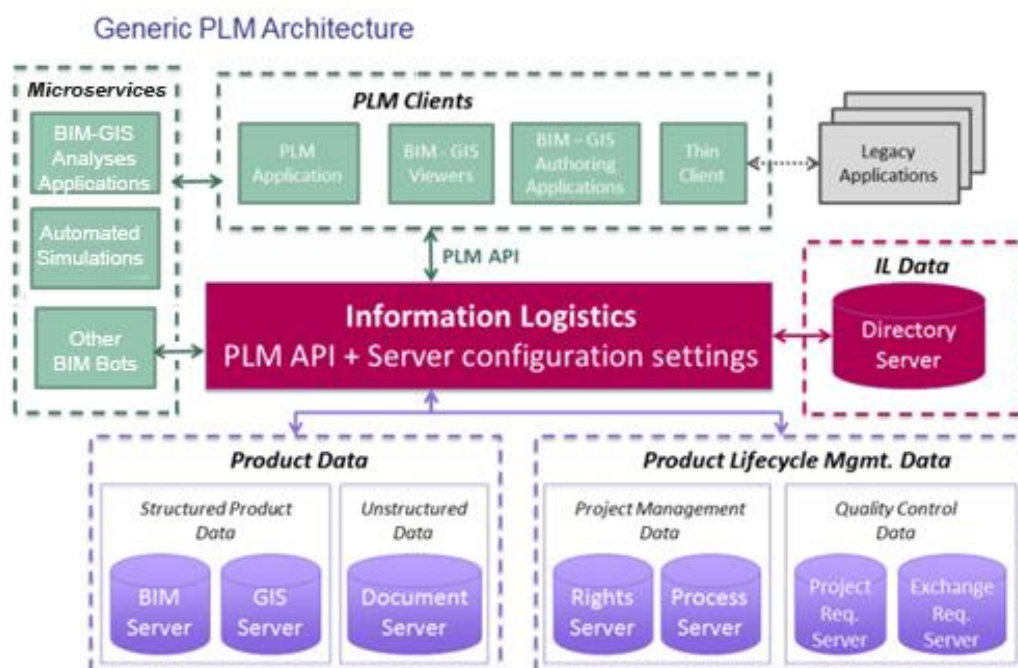 Generic PLM Architecture
Microservices
BIM-GIS
Analyses
Applications
Automated
Simulations
Other
BIM Bots
PLM Clients
PLM
Application
BIM - GIS
Viewers
BIM – GIS
Authoring
Applications
Thin
Client
Legacy
Applications
PLM API
Information Logistics
PLM API + Server configuration settings
IL Data
Directory
Server
Product Data
Structured Product
Data
BIM
Server
GIS
Server
Unstructured
Data
Document
Server
Product Lifecycle Mgmt. Data
Project Management
Data
Rights
Server
Process
Server
Quality Control
Data
Project
Req.
Server
Exchange
Req.
Server